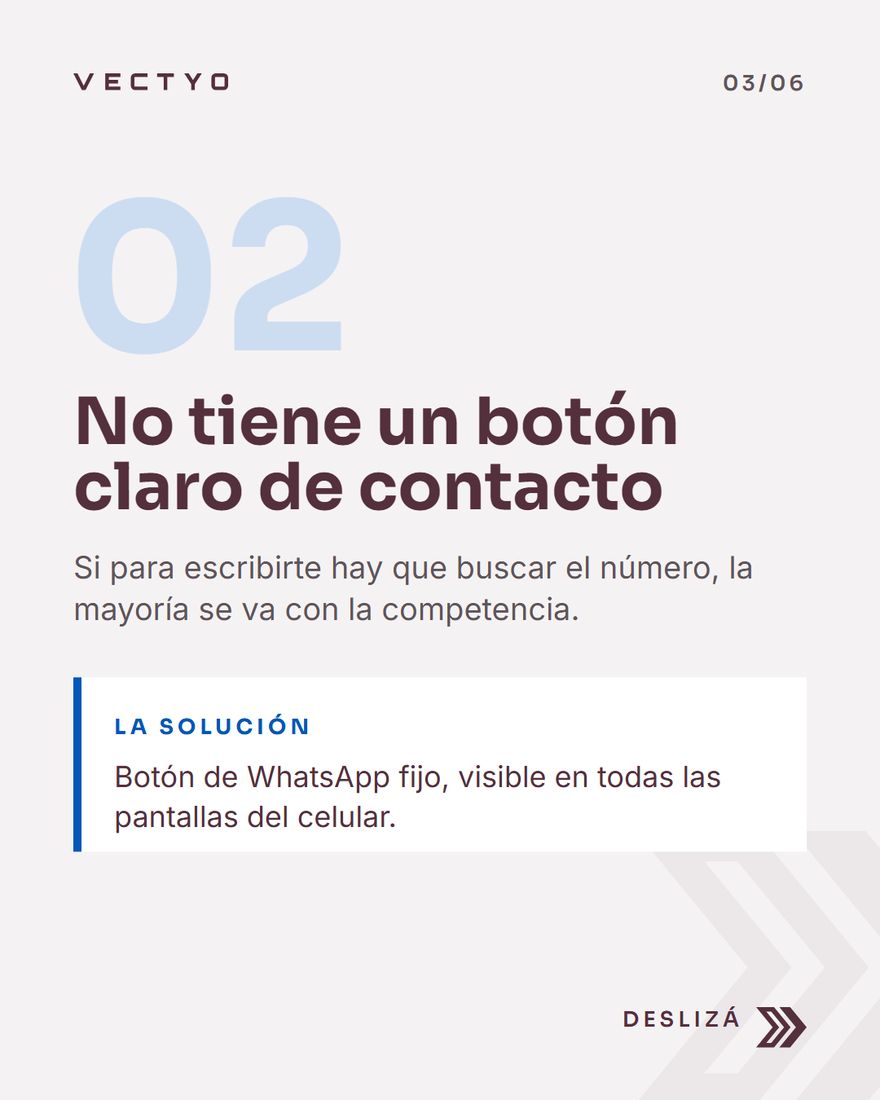 VECTYO
03/06
02
No tiene un botón
claro de contacto
Si para escribirte hay que buscar el número, la
mayoría se va con la competencia.
LA SOLUCIÓN
Botón de WhatsApp fijo, visible en todas las
pantallas del celular.
DESLIZÁ